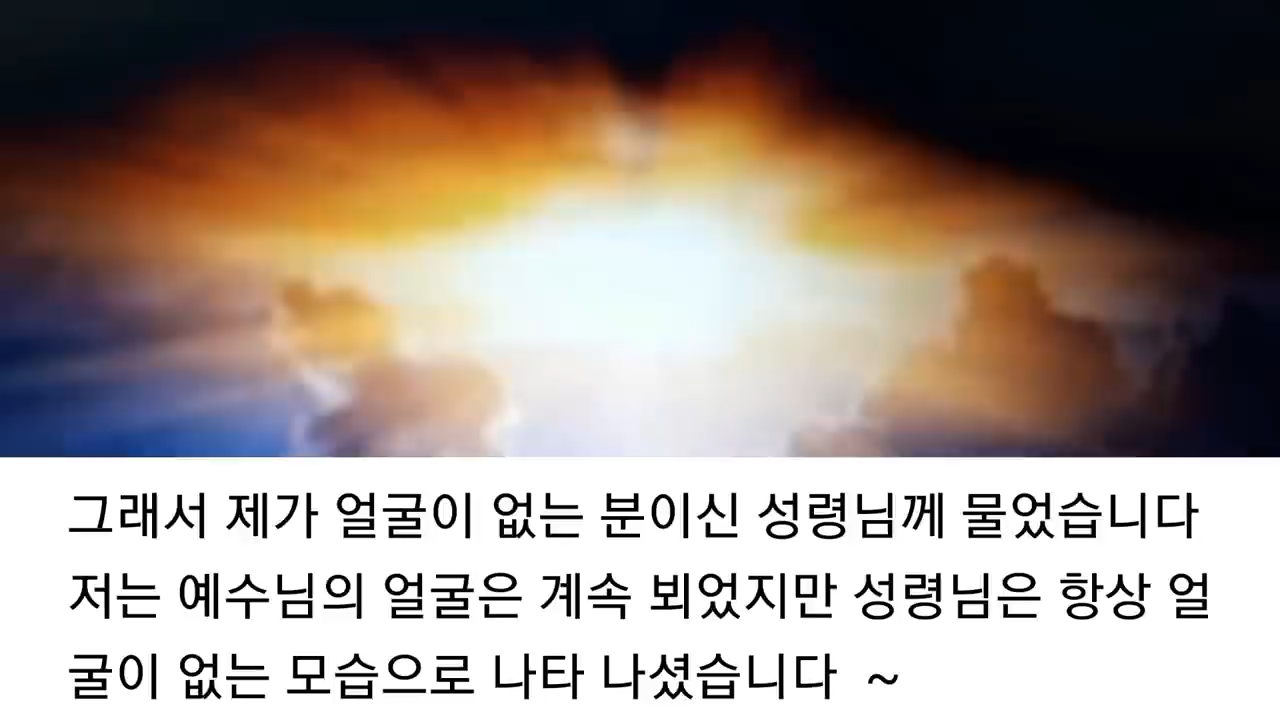 그래서 제가 얼굴이 없는 분이신 성령님께 물었습니다
저는 예수님의 얼굴은 계속 뵈었지만 성령님은 항상 얼
굴이 없는 모습으로 나타 나셨습니다 ~